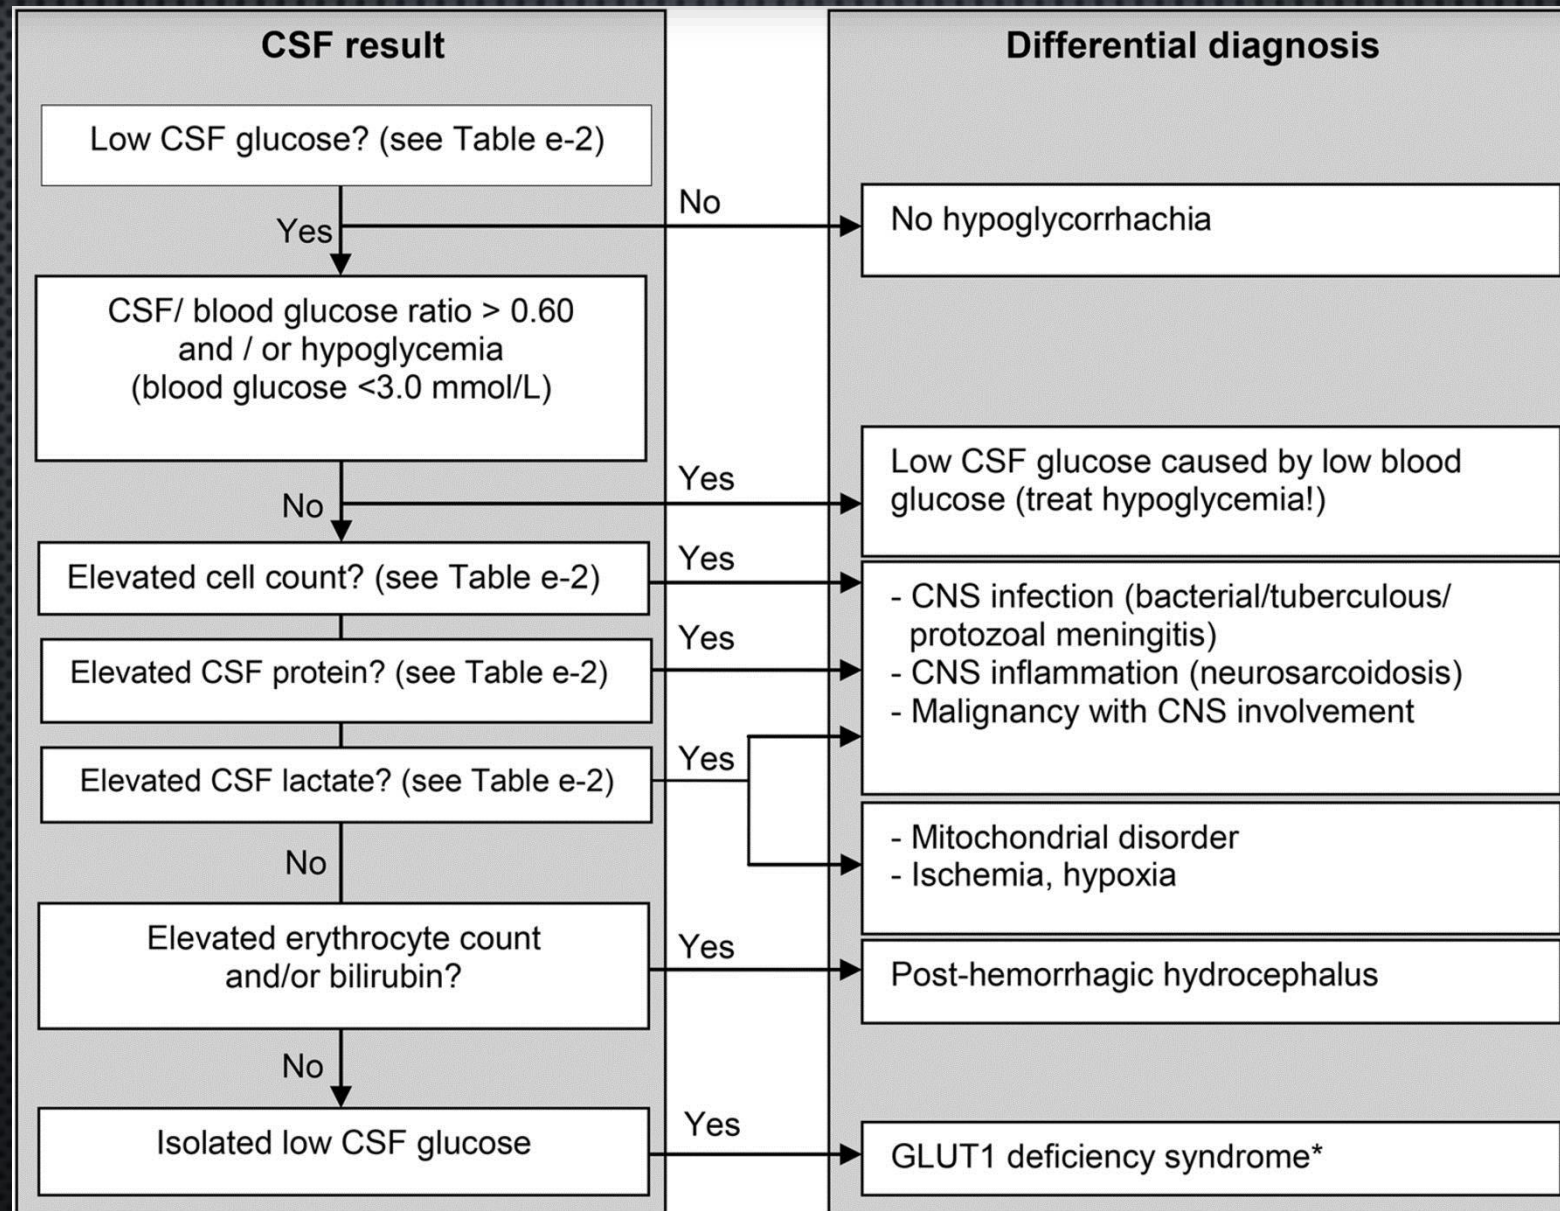 CSF result
Differential diagnosis
Low CSF glucose? (see Table e-2)
No
No hypoglycorrhachia
Yes
CSF/ blood glucose ratio > 0.60
and / or hypoglycemia
(blood glucose <3.0 mmol/L)
Yes
Low CSF glucose caused by low blood
glucose (treat hypoglycemia!)
No
Elevated cell count? (see Table e-2)
Yes
- CNS infection (bacterial/tuberculous/
protozoal meningitis)
- CNS inflammation (neurosarcoidosis)
- Malignancy with CNS involvement
Elevated CSF protein? (see Table e-2)
Yes
Elevated CSF lactate? (see Table e-2)
Yes
- Mitochondrial disorder
- Ischemia, hypoxia
No
Elevated erythrocyte count
and/or bilirubin?
Yes
Post-hemorrhagic hydrocephalus
No
Isolated low CSF glucose
Yes
GLUT1 deficiency syndrome*